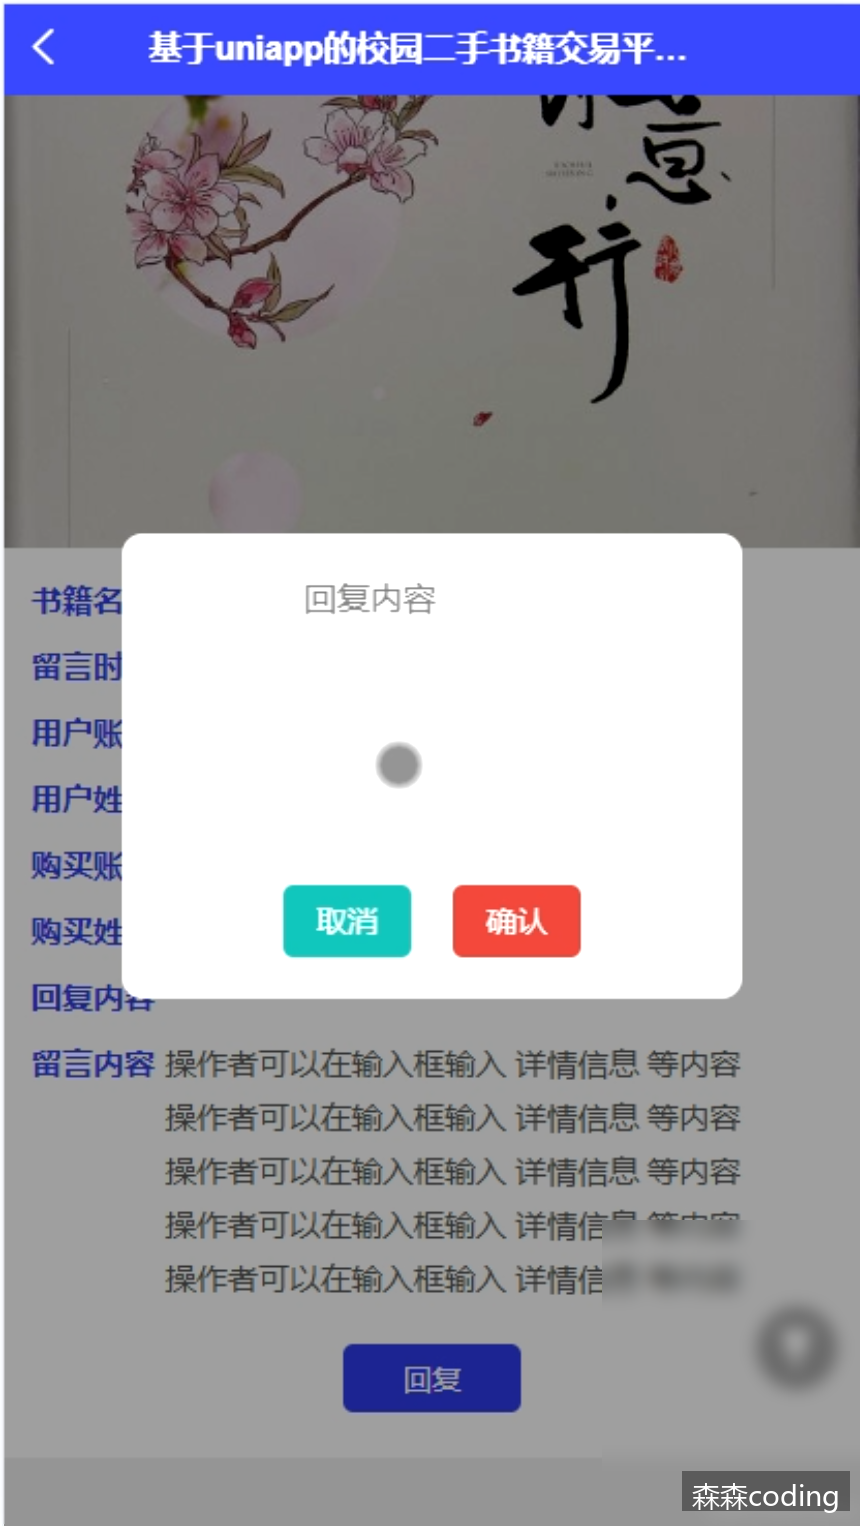 基于uniapp的校园二手书籍交易平...
意
行
回复内容
书籍名
留言时
用户账
用户姓
购买账
购买姓
取消
确认
回复内容
留言内容 操作者可以在输入框输入 详情信息 等内容
操作者可以在输入框输入 详情信息 等内容
操作者可以在输入框输入 详情信息 等内容
操作者可以在输入框输入 详情信息 等内容
操作者可以在输入框输入 详情信
回复
森森coding